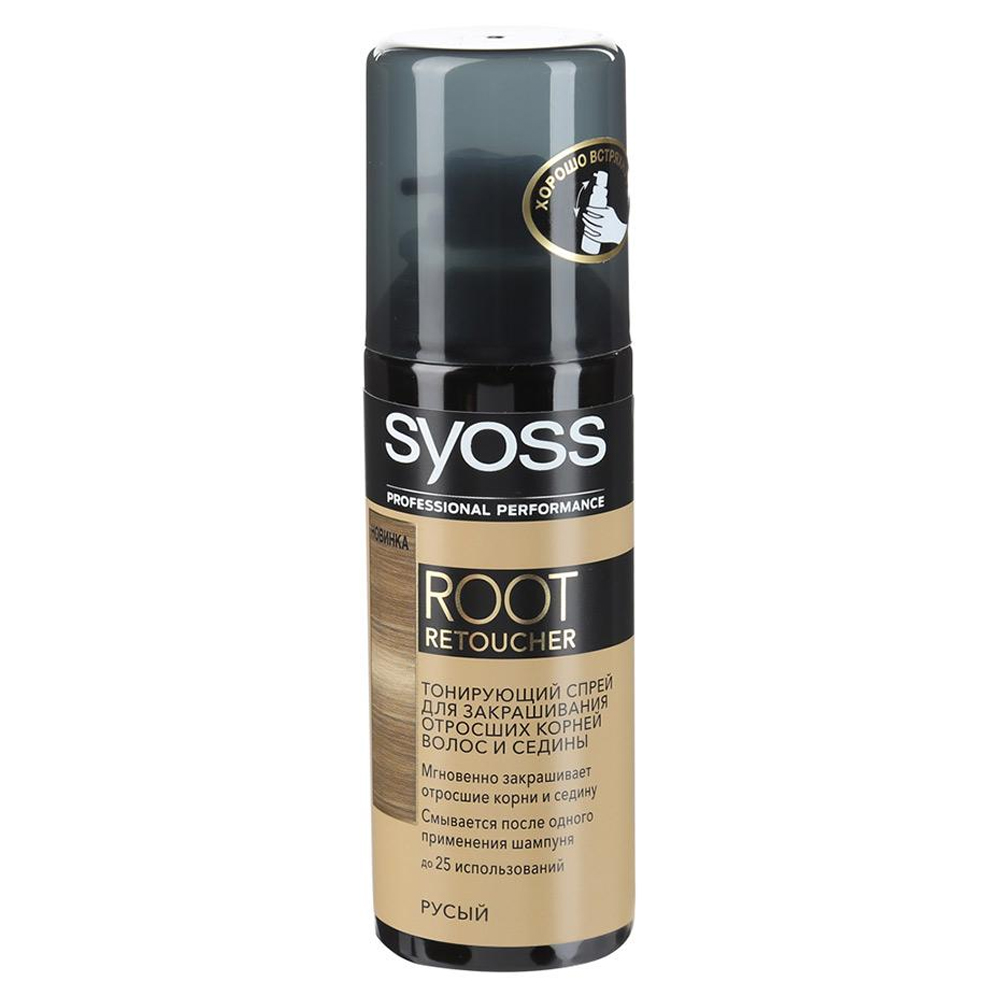 ХОРОШО
SYOSS
PROFESSIONAL PERFORMANCE
НОВИНКА
ROOT
RETOUCHER
ТОНИРУЮЩИЙ СПРЕЙ
ДЛЯ ЗАКРАШИВАНИЯ
ОТРОСШИХ КОРНЕЙ
ВОЛОС И СЕДИНЫ
Мгновенно закрашивает
отросшие корни и седину
Смывается после одного
применения шампуня
до 25 использований
РУСЫЙ